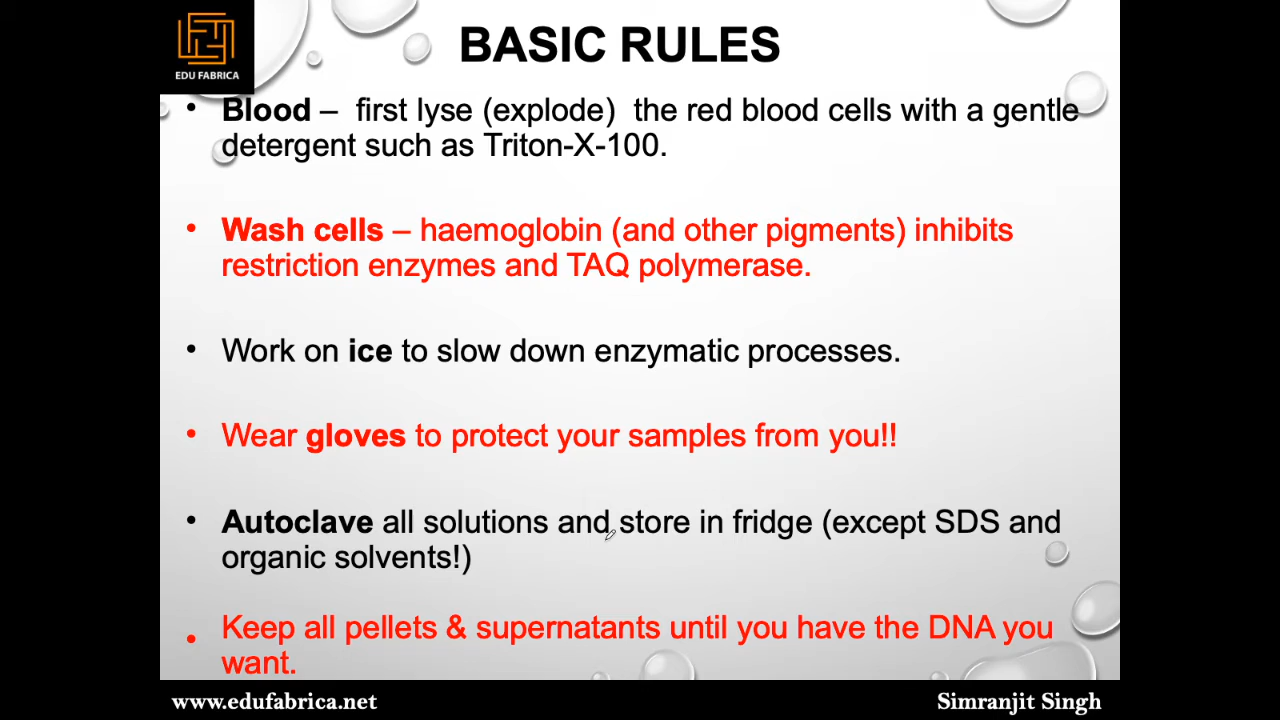 EDU FABRICA
BASIC RULES
• Blood – first lyse (explode) the red blood cells with a gentle
detergent such as Triton-X-100.
• Wash cells – haemoglobin (and other pigments) inhibits
restriction enzymes and TAQ polymerase.
• Work on ice to slow down enzymatic processes.
• Wear gloves to protect your samples from you!!
• Autoclave all solutions and store in fridge (except SDS and
organic solvents!)
• Keep all pellets & supernatants until you have the DNA you
want.
www.edufabrica.net
Simranjit Singh